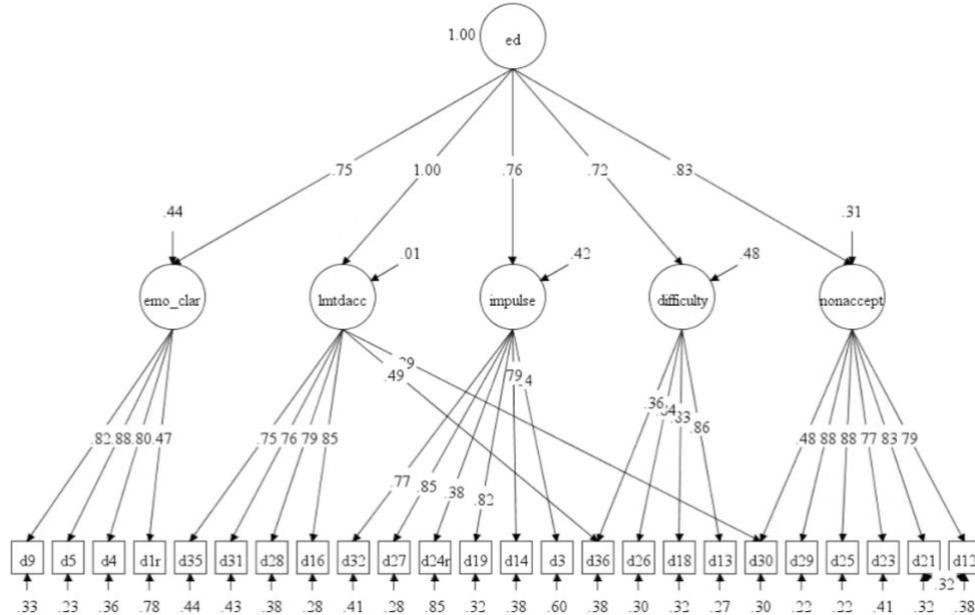 1.00 ed
.75 1.00 .76 .72 .83
.44 .31
.01 .42 .48
emo_clar lmtdacc impulse difficulty nonaccept
.49 79
.36
.83
.86
.82 .88 .80 .47 .75 76 79 85 .48 88 88 77 83 79
.77 .85 .38 .82
d9 d5 d4 d1r d35 d31 d28 d16 d32 d27 d24r d19 d14 d3 d36 d26 d18 d13 d30 d29 d25 d23 d21 d12
.32
.33 .23 .36 .78 .44 .43 .38 .28 .41 .28 .85 .32 .38 .60 .38 .30 .32 .27 .30 .22 .23 .41